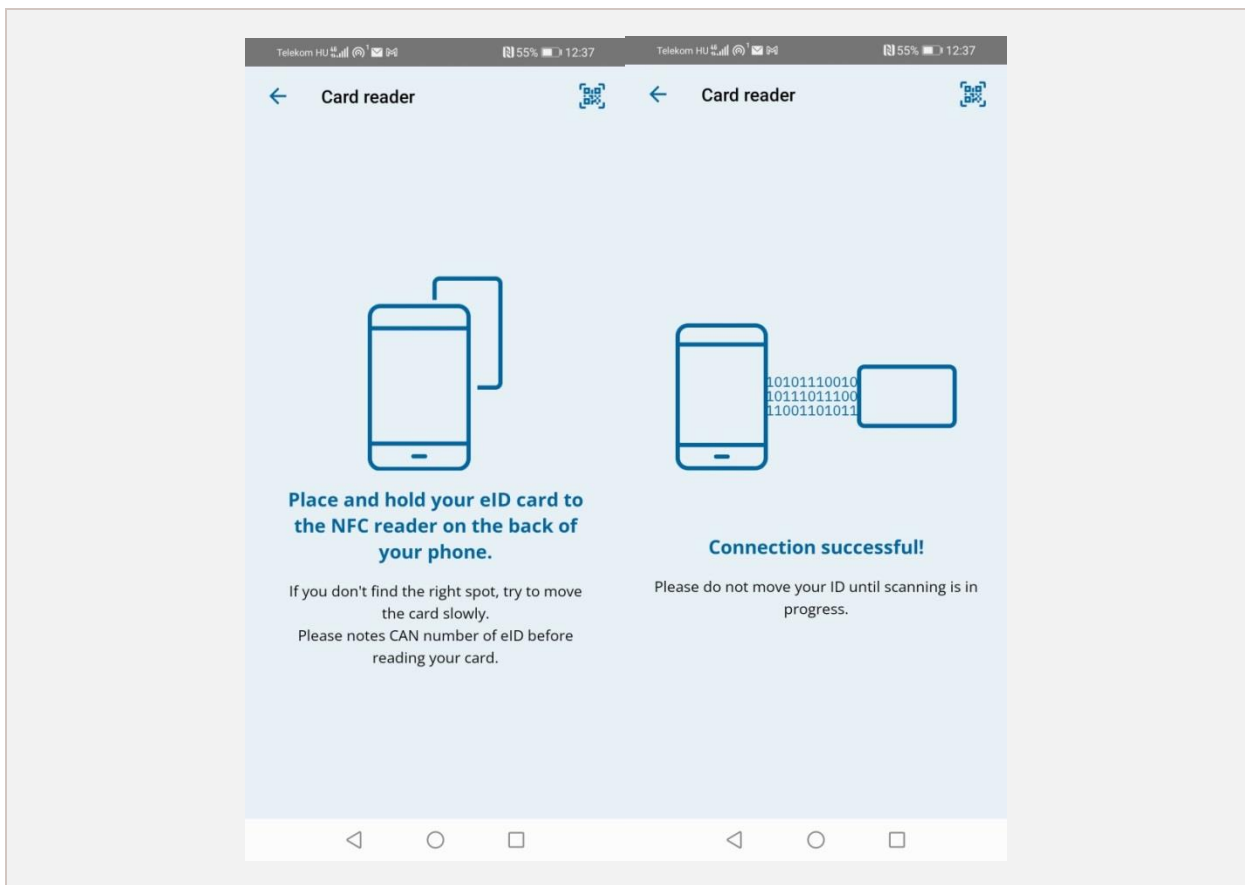 Telekom HU 55% 12:37
Card reader
Place and hold your eID card to
the NFC reader on the back of
your phone.
If you don't find the right spot, try to move
the card slowly.
Please notes CAN number of eID before
reading your card.
Telekom HU 55% 12:37
Card reader
10101110010
10111011100
11001101011
Connection successful!
Please do not move your ID until scanning is in
progress.